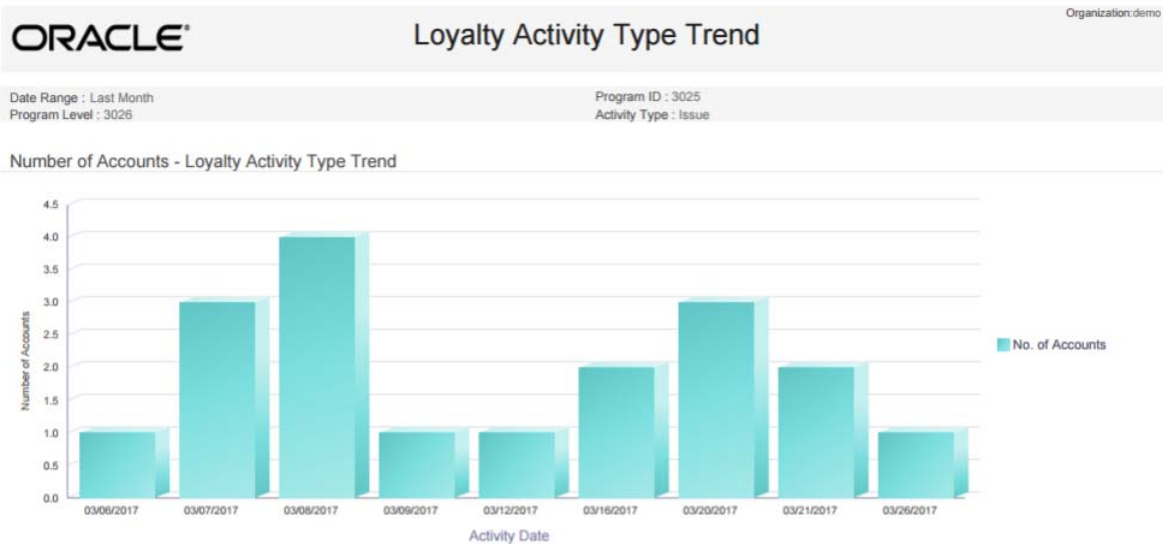 Organization:demo
ORACLE®
Loyalty Activity Type Trend
Date Range : Last Month
Program ID : 3025
Program Level : 3026
Activity Type : Issue
Number of Accounts - Loyalty Activity Type Trend
4.5
4.0
3.5
3.0
2.5
2.0
1.5
1.0
0.5
0.0
Number of Accounts
No. of Accounts
03/06/2017 03/07/2017 03/08/2017 03/09/2017 03/12/2017 03/16/2017 03/20/2017 03/21/2017 03/26/2017
Activity Date